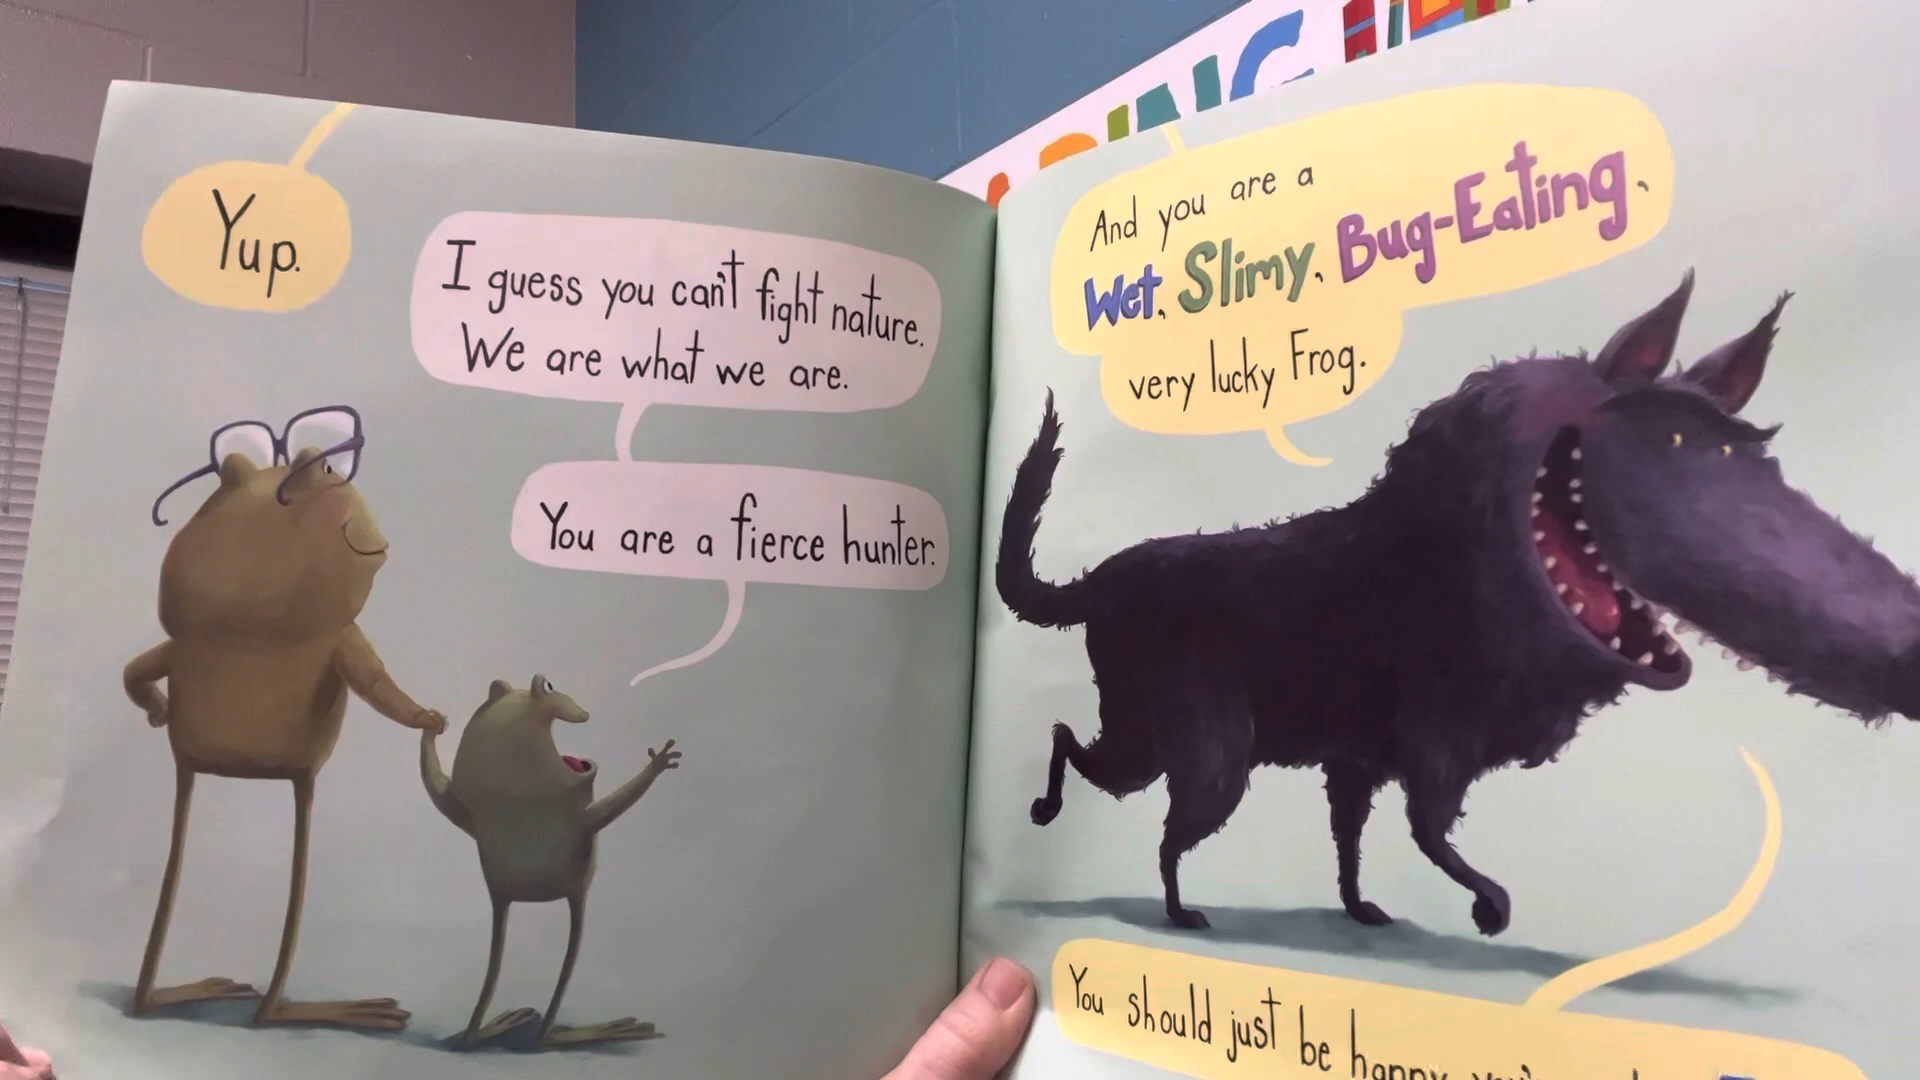 Yup.
I guess you can't fight nature.
We are what we are.
You are a fierce hunter.
And you are a
Wet, Slimy, Bug-Eating,
very lucky Frog.
You should just be happy